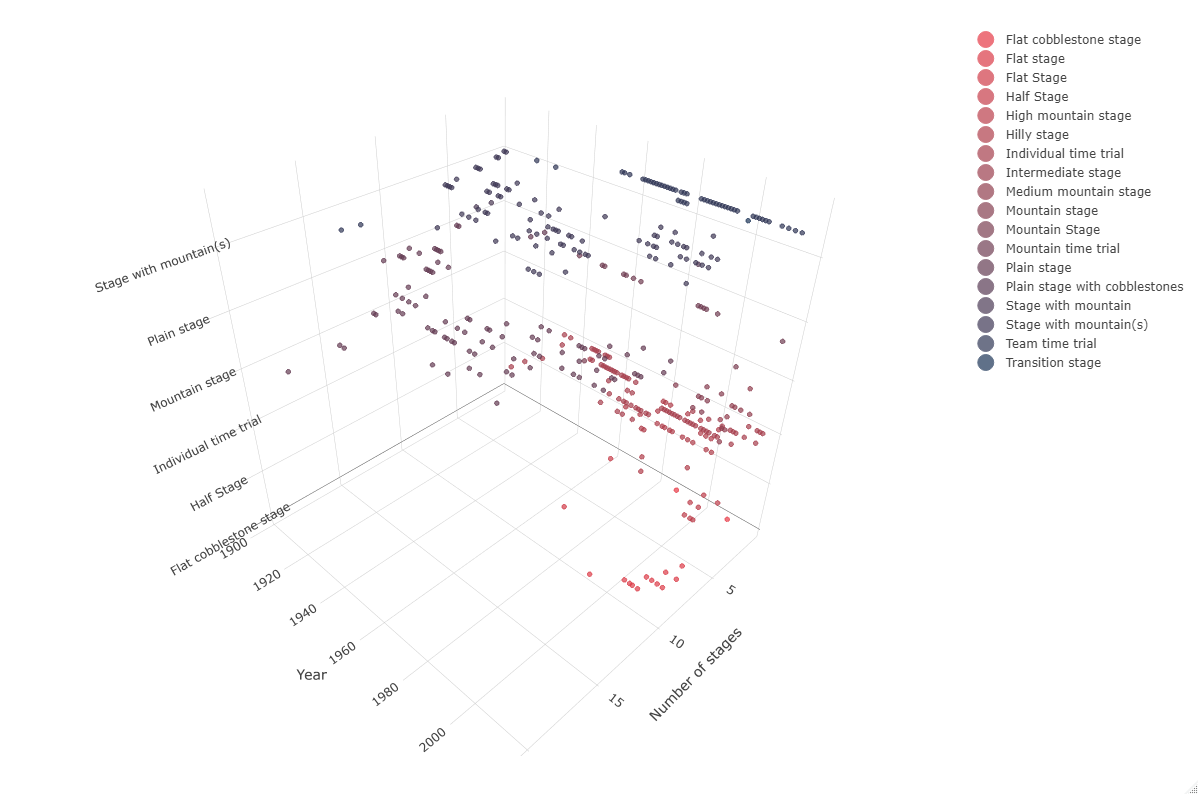 Flat cobblestone stage
Flat stage
Flat Stage
Half Stage
High mountain stage
Hilly stage
Individual time trial
Intermediate stage
Medium mountain stage
Mountain stage
Mountain Stage
Mountain time trial
Plain stage
Plain stage with cobblestones
Stage with mountain
Stage with mountain(s)
Team time trial
Transition stage
Stage with mountain(s)
Plain stage
Mountain stage
Individual time trial
Half Stage
Flat cobblestone stage
1900
1920
1940
1960
1980
2000
Year
5
10
15
Number of stages